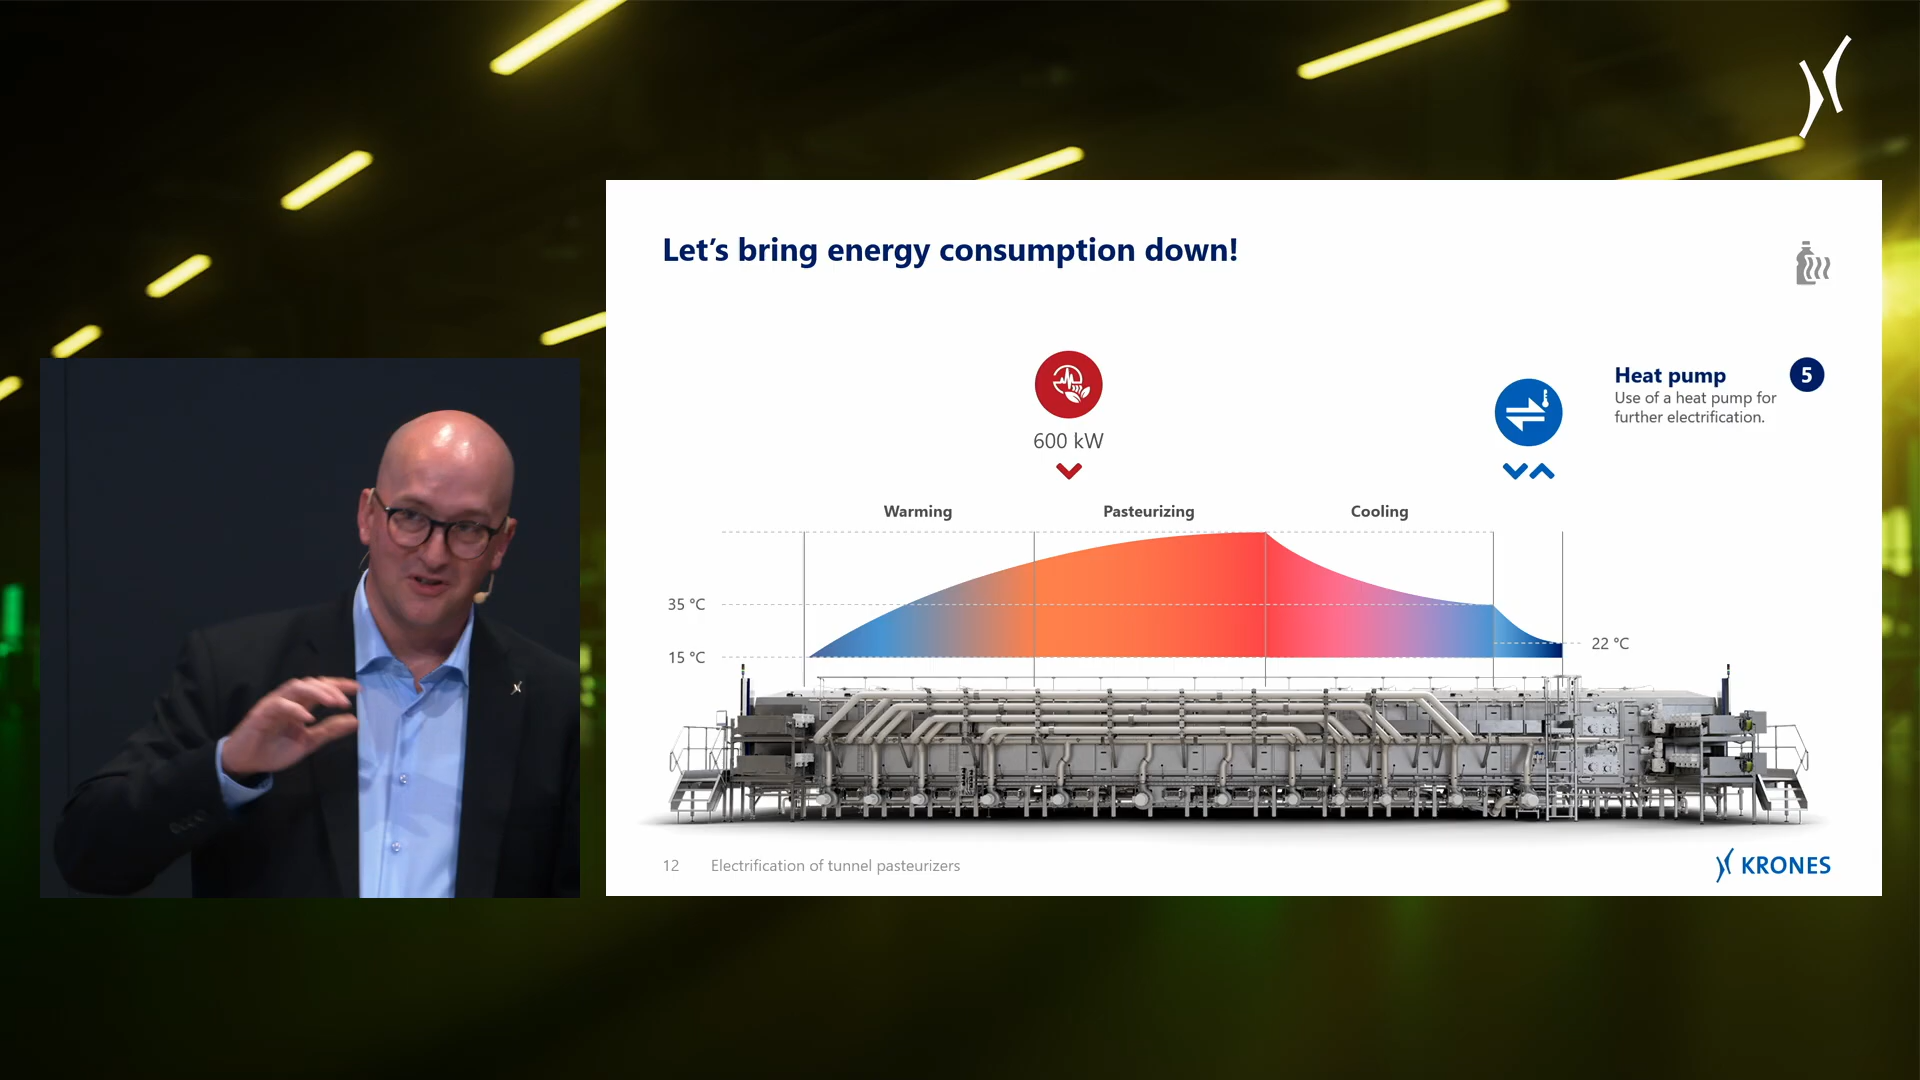 Let's bring energy consumption down!
Heat pump
5
Use of a heat pump for
further electrification.
600 kW
Warming
Pasteurizing
Cooling
35 °C
15 °C
22 °C
12
Electrification of tunnel pasteurizers
KRONES